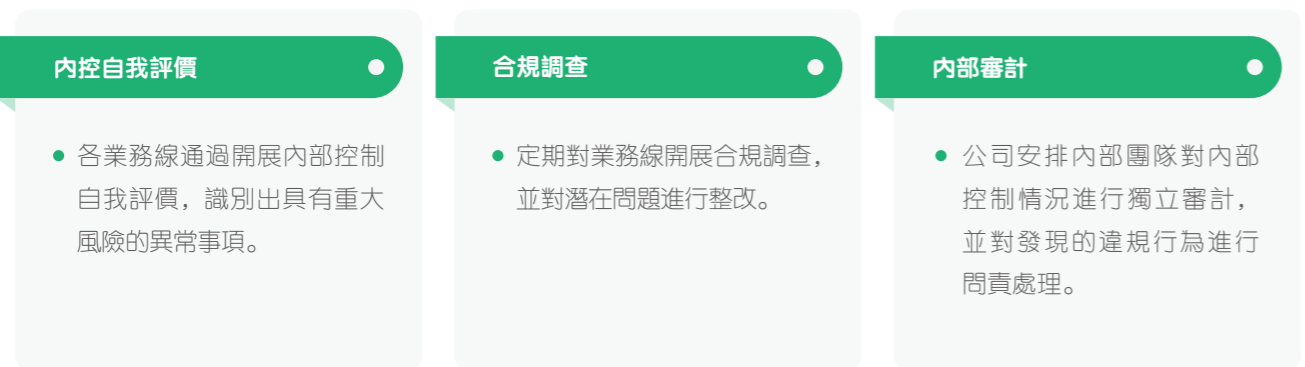 內控自我評價
各業務線通過開展內部控制
自我評價，識別出具有重大
風險的異常事項。
合規調查
定期對業務線開展合規調查，
並對潛在問題進行整改。
內部審計
公司安排內部團隊對內部
控制情況進行獨立審計，
並對發現的違規行為進行
問責處理。